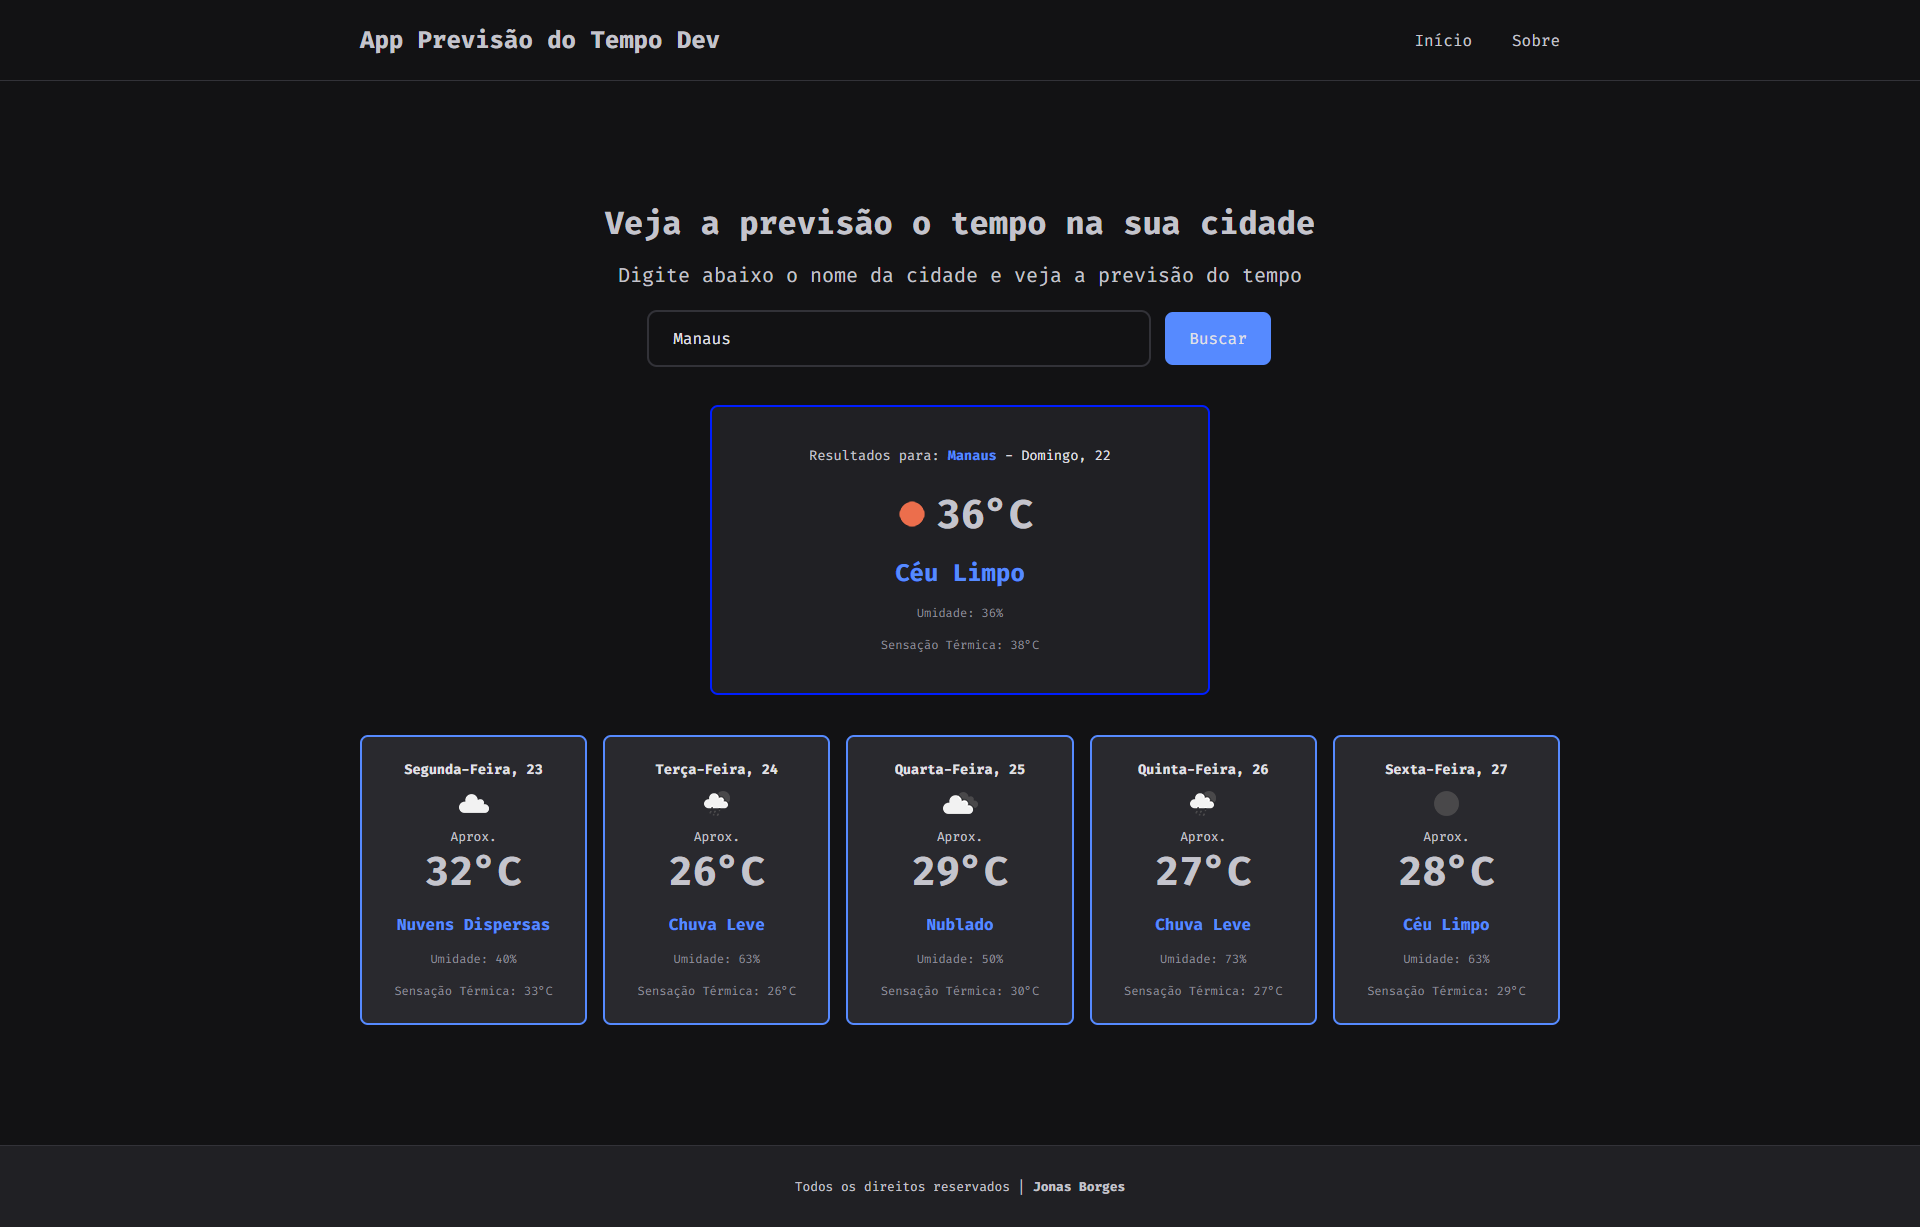 App Previsão do Tempo Dev
Início Sobre
Veja a previsão o tempo na sua cidade
Digite abaixo o nome da cidade e veja a previsão do tempo
Manaus
Buscar
Resultados para: Manaus - Domingo, 22
36°C
Céu Limpo
Umidade: 36%
Sensação Térmica: 38°C
Segunda-Feira, 23
Aprox.
32°C
Nuvens Dispersas
Umidade: 40%
Sensação Térmica: 33°C
Terça-Feira, 24
Aprox.
26°C
Chuva Leve
Umidade: 63%
Sensação Térmica: 26°C
Quarta-Feira, 25
Aprox.
29°C
Nublado
Umidade: 50%
Sensação Térmica: 30°C
Quinta-Feira, 26
Aprox.
27°C
Chuva Leve
Umidade: 73%
Sensação Térmica: 27°C
Sexta-Feira, 27
Aprox.
28°C
Céu Limpo
Umidade: 63%
Sensação Térmica: 29°C
Todos os direitos reservados | Jonas Borges